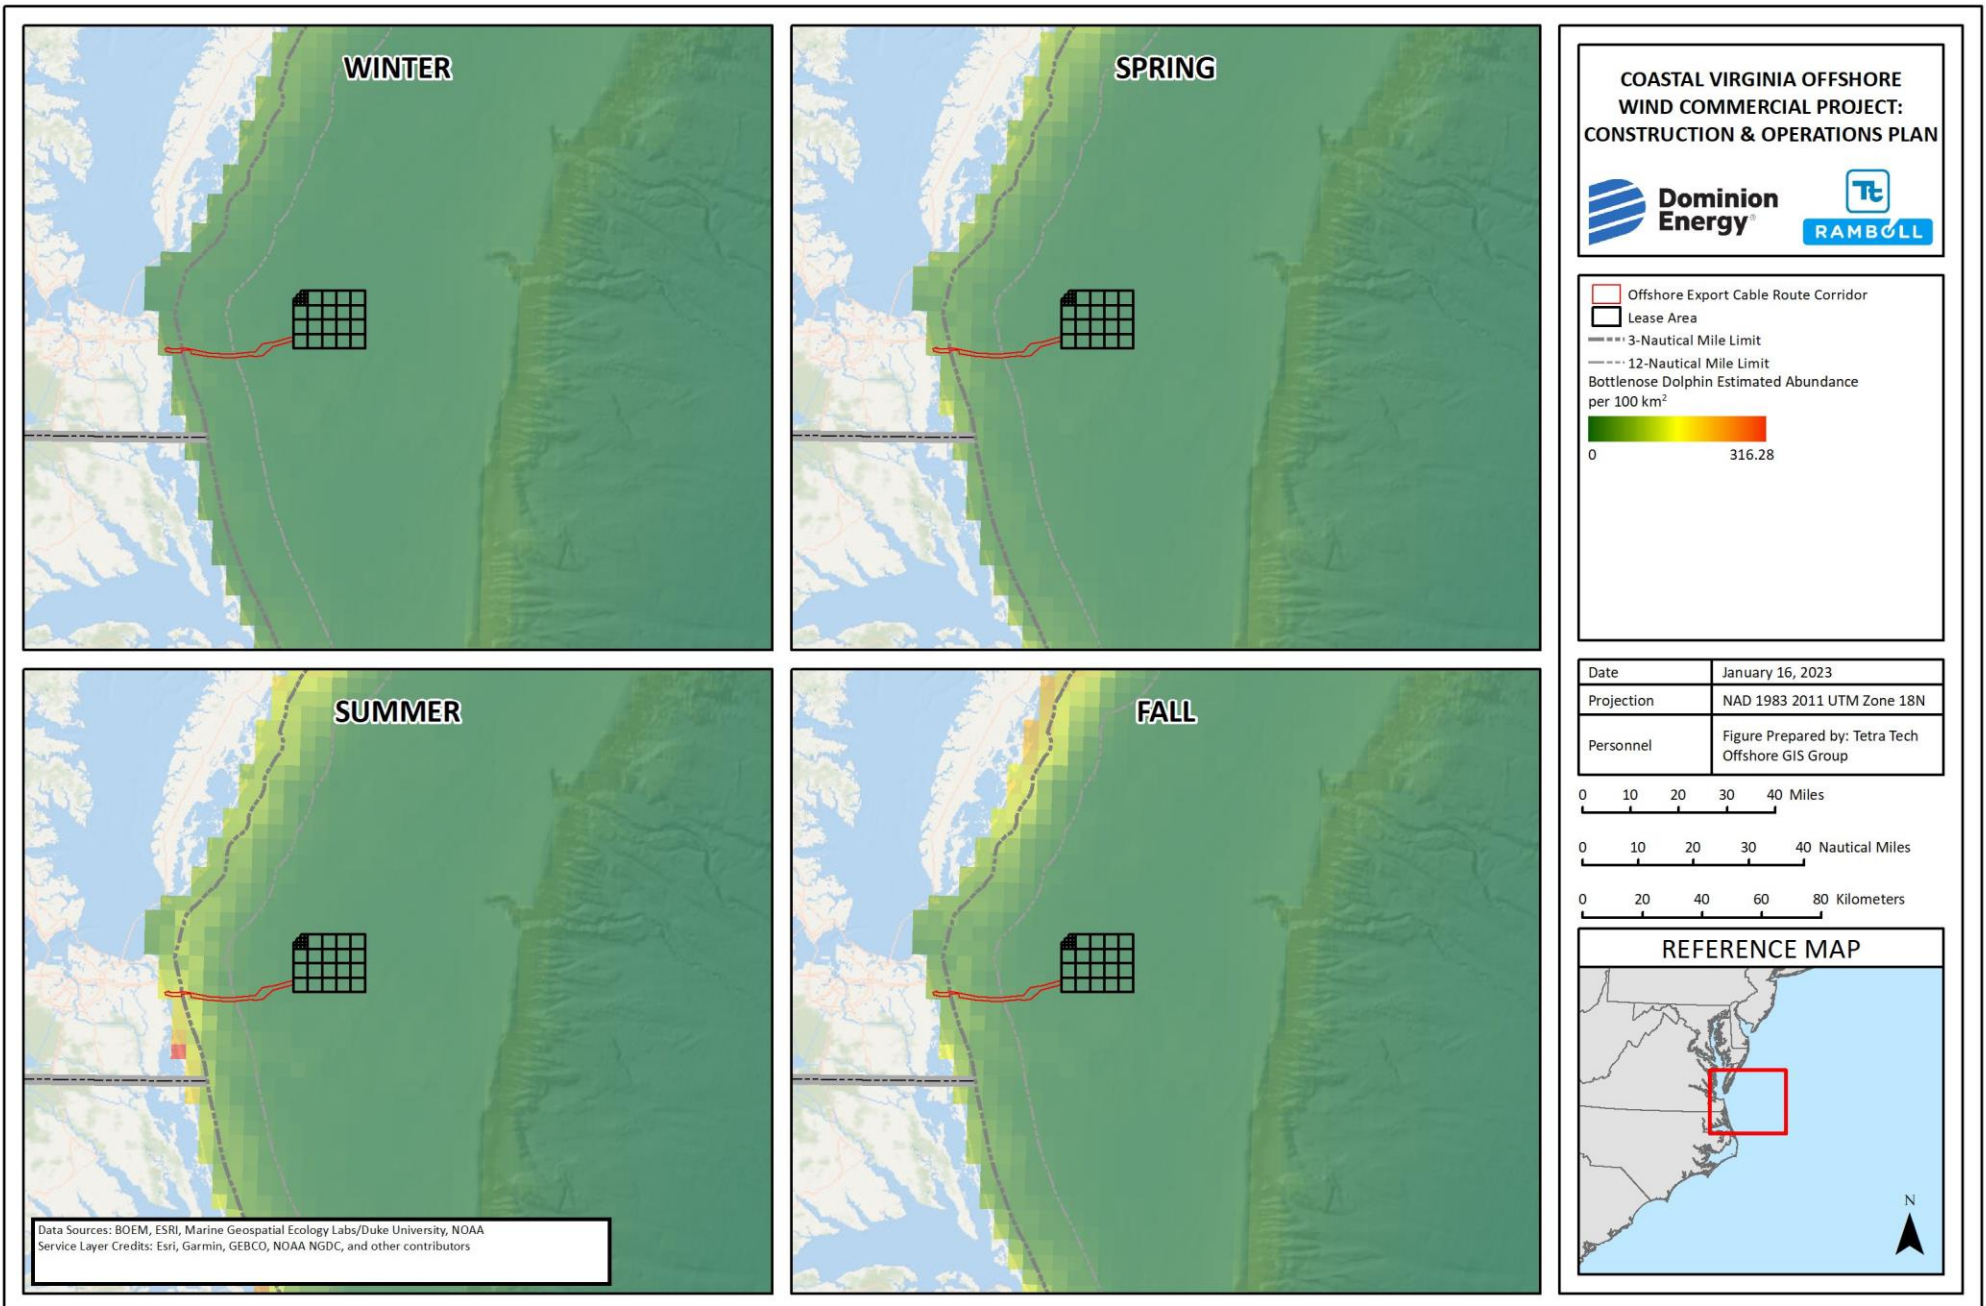 WINTER
SPRING
SUMMER
FALL
Data Sources: BOEM, ESRI, Marine Geospatial Ecology Labs/Duke University, NOAA
Service Layer Credits: Esri, Garmin, GEBCO, NOAA NGDC, and other contributors
COASTAL VIRGINIA OFFSHORE
WIND COMMERCIAL PROJECT:
CONSTRUCTION & OPERATIONS PLAN
Dominion
Energy®
Tt
RAMBOLL
Offshore Export Cable Route Corridor
Lease Area
3-Nautical Mile Limit
12-Nautical Mile Limit
Bottlenose Dolphin Estimated Abundance
per 100 km²
0 316.28
Date January 16, 2023
Projection NAD 1983 2011 UTM Zone 18N
Personnel Figure Prepared by: Tetra Tech
Offshore GIS Group
0 10 20 30 40 Miles
0 10 20 30 40 Nautical Miles
0 20 40 60 80 Kilometers
REFERENCE MAP
N